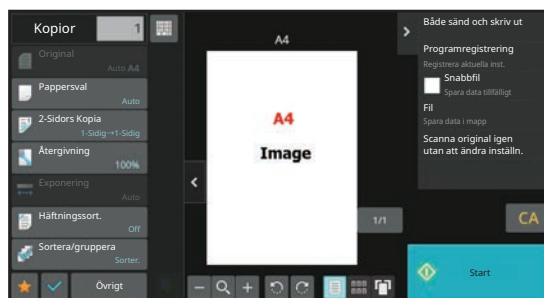 Kopior
1
Original
Auto A4
Pappersval
Auto
2-Sidors Kopia
1-Sidig→1-Sidig
Återgivning
100%
Exponering
Auto
Häftningssort.
Off
Sortera/gruppera
Sorter.
Övrigt
A4
A4
Image
1/1
Både sänd och skriv ut
Programregistrering
Registrera aktuella inst.
Snabbfil
Spara data tillfälligt
Fil
Spara data i mapp
Scanna original igen
utan att ändra inställn.
CA
Start